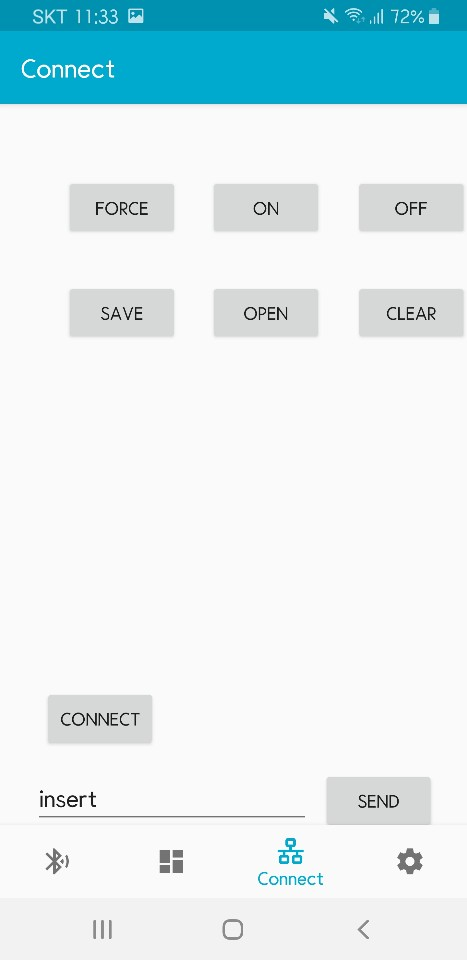 SKT 11:33 72%
Connect
FORCE ON OFF
SAVE OPEN CLEAR
CONNECT
insert SEND
Connect